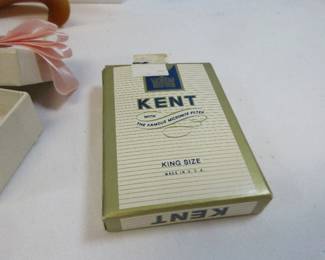 KENT
WITH
THE FAMOUS MICRONITE FILTER
KING SIZE
MADE IN U.S.A.
KENT